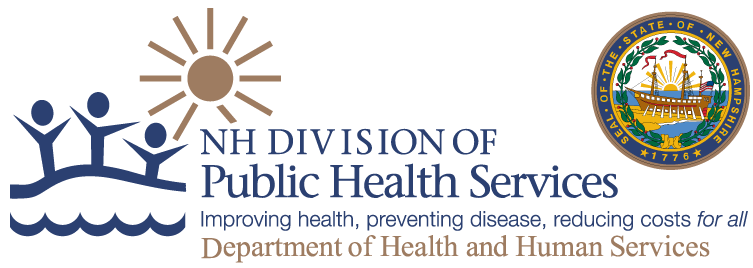 NH DIVISION OF
Public Health Services
Improving health, preventing disease, reducing costs for all
Department of Health and Human Services
SEAL · OF · THE · STATE · OF · NEW HAMPSHIRE
★ 1776 ★